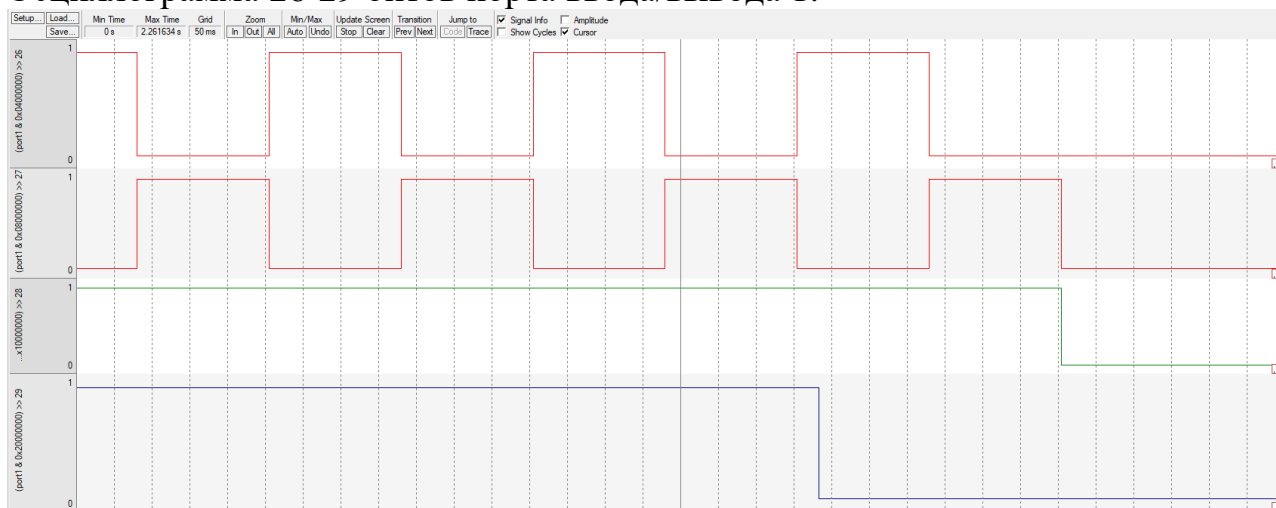 Осциллограмма 26-29 битов порта ввода/вывода 1.
Setup... Load... Min Time Max Time Grid Zoom Min/Max Update Screen Transition Jump to Signal Info Amplitude
Save... 0 s 2.261634 s 50 ms In Out All Auto Undo Stop Clear Prev Next Code Trace Show Cycles Cursor
1
(port1 & 0x04000000) >> 26
0
1
(port1 & 0x08000000) >> 27
0
1
...x10000000) >> 28
0
1
(port1 & 0x20000000) >> 29
0